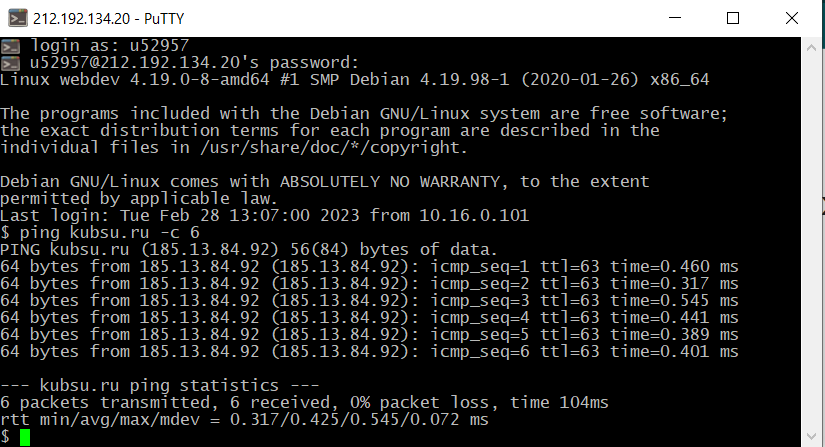 212.192.134.20 - PuTTY
login as: u52957
u52957@212.192.134.20's password:
Linux webdev 4.19.0-8-amd64 #1 SMP Debian 4.19.98-1 (2020-01-26) x86_64
The programs included with the Debian GNU/Linux system are free software;
the exact distribution terms for each program are described in the
individual files in /usr/share/doc/*/copyright.
Debian GNU/Linux comes with ABSOLUTELY NO WARRANTY, to the extent
permitted by applicable law.
Last login: Tue Feb 28 13:07:00 2023 from 10.16.0.101
$ ping kubsu.ru -c 6
PING kubsu.ru (185.13.84.92) 56(84) bytes of data.
64 bytes from 185.13.84.92 (185.13.84.92): icmp_seq=1 ttl=63 time=0.460 ms
64 bytes from 185.13.84.92 (185.13.84.92): icmp_seq=2 ttl=63 time=0.317 ms
64 bytes from 185.13.84.92 (185.13.84.92): icmp_seq=3 ttl=63 time=0.545 ms
64 bytes from 185.13.84.92 (185.13.84.92): icmp_seq=4 ttl=63 time=0.441 ms
64 bytes from 185.13.84.92 (185.13.84.92): icmp_seq=5 ttl=63 time=0.389 ms
64 bytes from 185.13.84.92 (185.13.84.92): icmp_seq=6 ttl=63 time=0.401 ms
--- kubsu.ru ping statistics ---
6 packets transmitted, 6 received, 0% packet loss, time 104ms
rtt min/avg/max/mdev = 0.317/0.425/0.545/0.072 ms
$